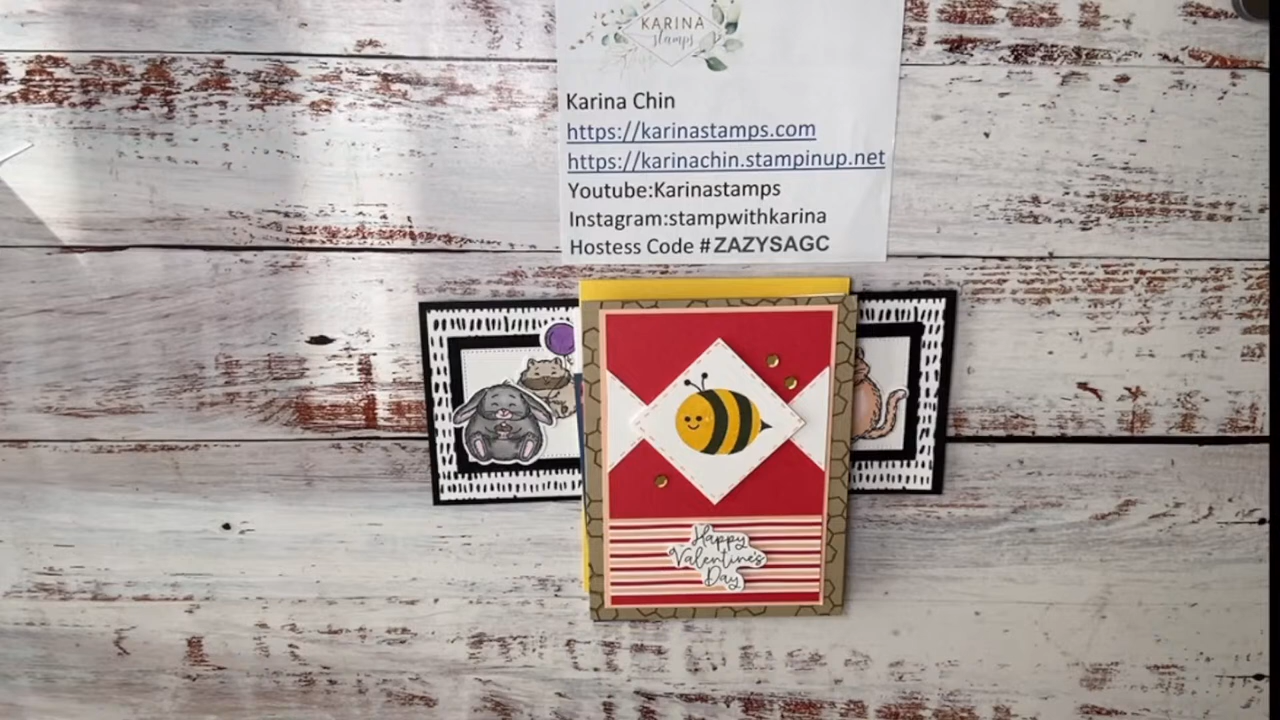 KARINA
stamps
Karina Chin
https://karinastamps.com
https://karinachin.stampinup.net
Youtube:Karinastamps
Instagram:stampwithkarina
Hostess Code #ZAZYSAGC
Happy
Valentine's
Day